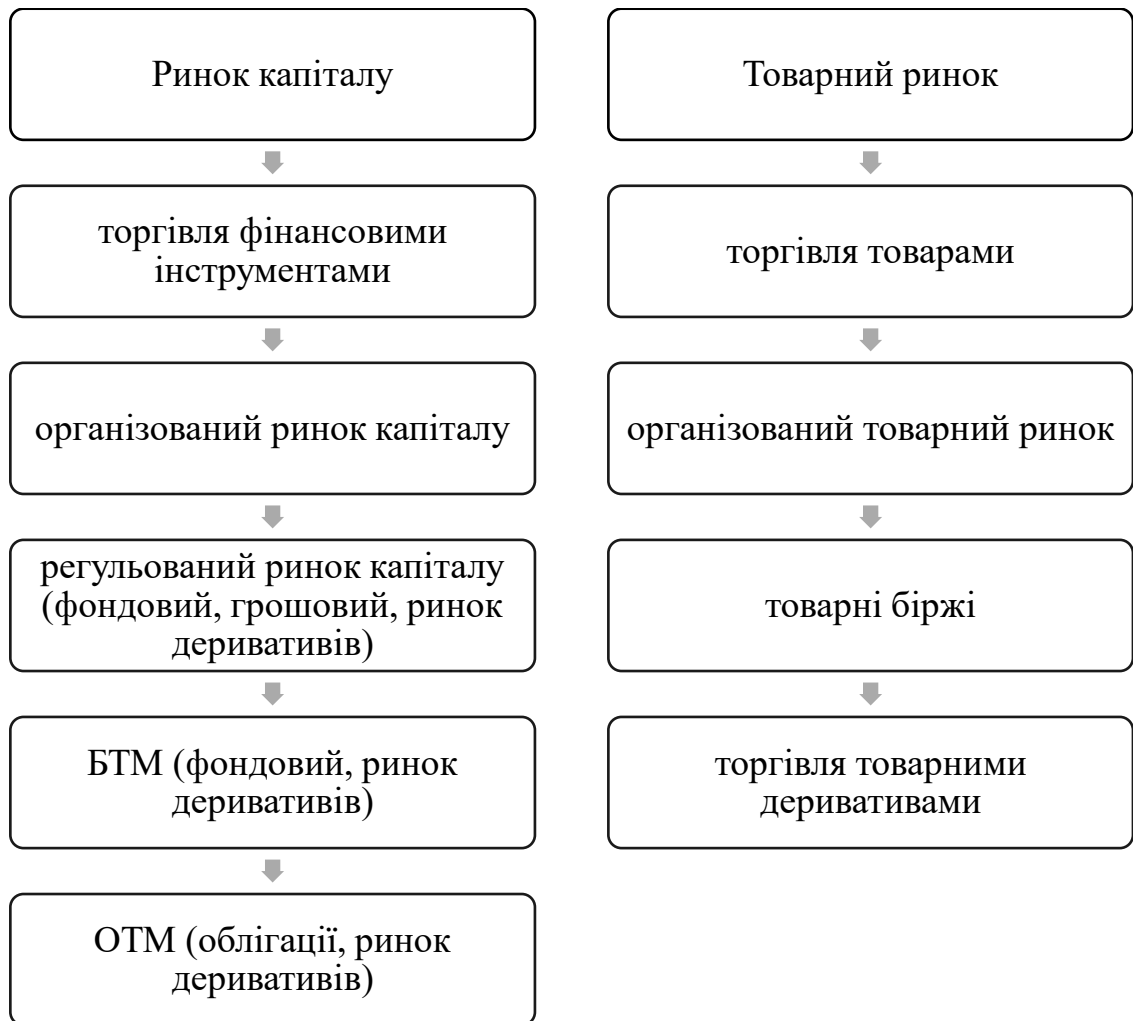 Ринок капіталу
торгівля фінансовими
інструментами
організований ринок капіталу
регульований ринок капіталу
(фондовий, грошовий, ринок
деривативів)
БТМ (фондовий, ринок
деривативів)
ОТМ (облігації, ринок
деривативів)
Товарний ринок
торгівля товарами
організований товарний ринок
товарні біржі
торгівля товарними
деривативами